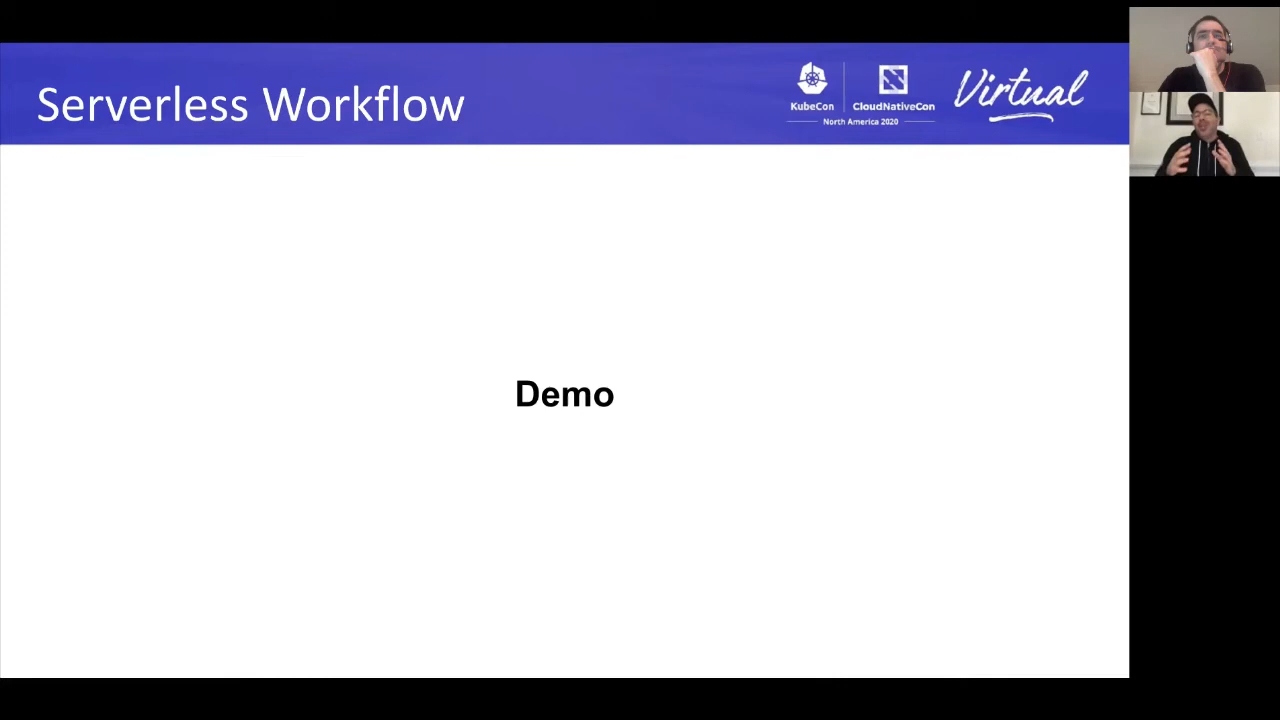 Serverless Workflow
KubeCon
CloudNativeCon
North America 2020
Virtual
Demo